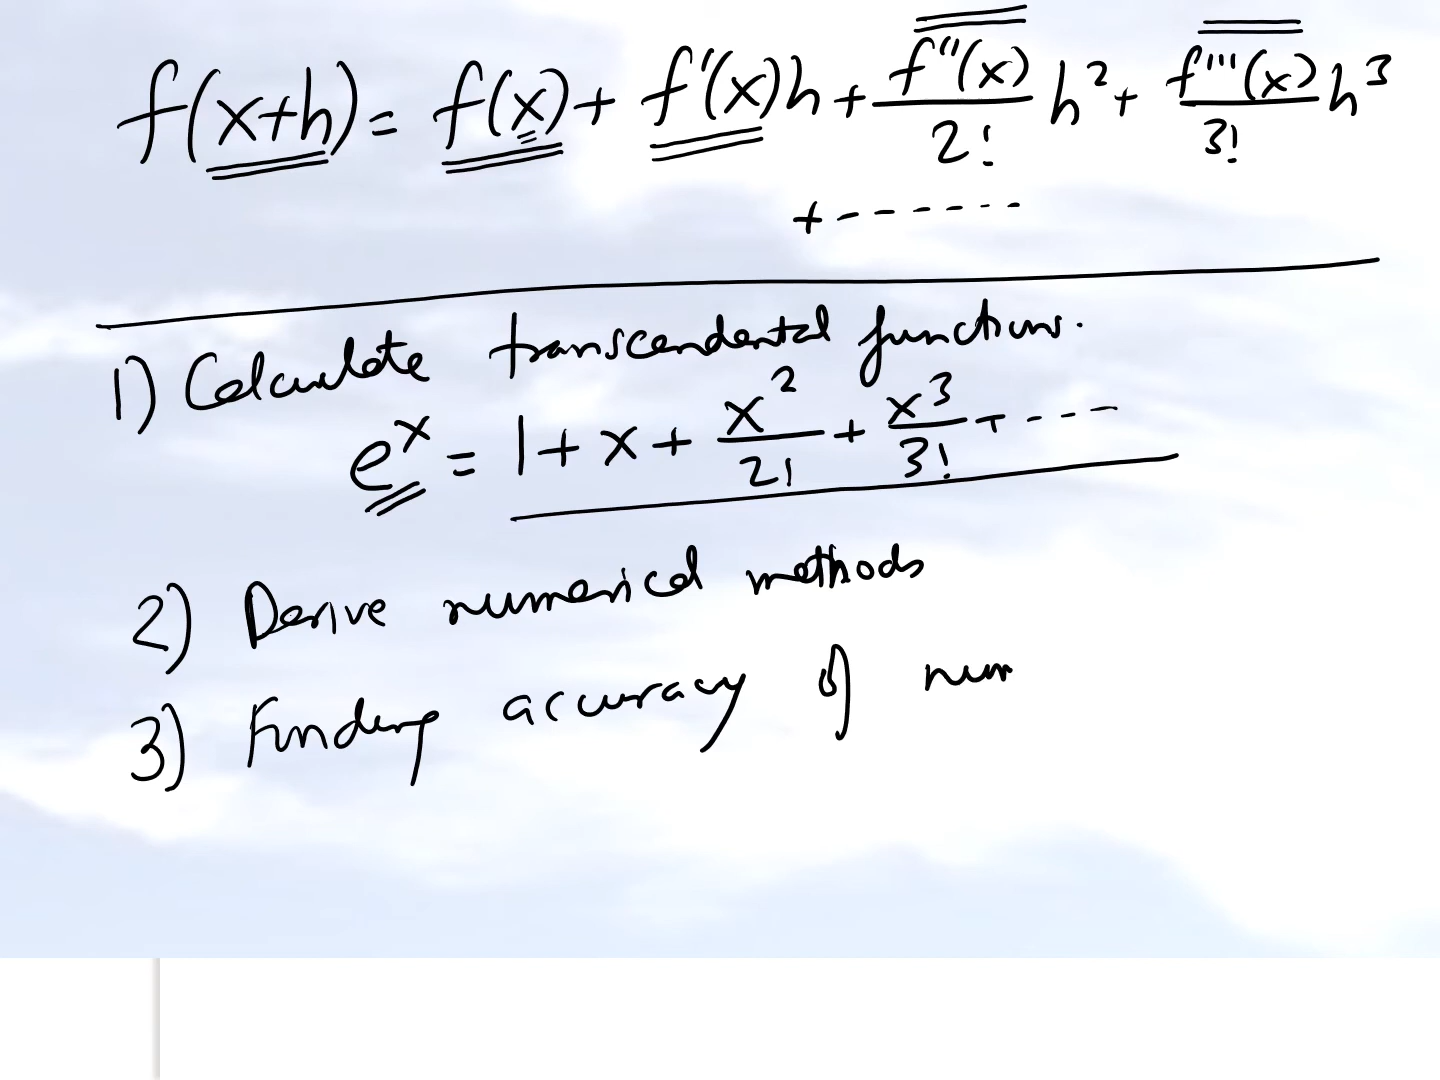 f(x+h) = f(x) + f'(x)h + f''(x)/2! h² + f'''(x)/3! h³
+ - - - - - -
1) Calculate transcendental functions.
eˣ = 1 + x + x²/2! + x³/3! + - - - -
2) Derive numerical methods
3) Finding accuracy of num